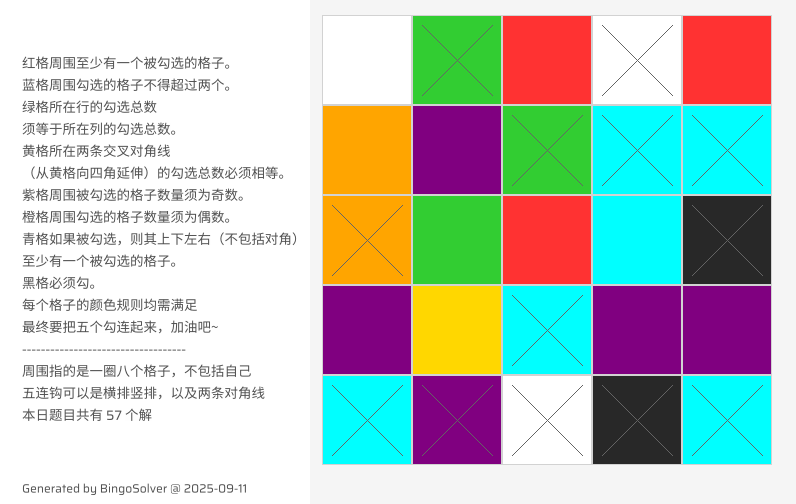 红格周围至少有一个被勾选的格子。
蓝格周围勾选的格子不得超过两个。
绿格所在行的勾选总数
须等于所在列的勾选总数。
黄格所在两条交叉对角线
（从黄格向四角延伸）的勾选总数必须相等。
紫格周围被勾选的格子数量须为奇数。
橙格周围勾选的格子数量须为偶数。
青格如果被勾选，则其上下左右（不包括对角）
至少有一个被勾选的格子。
黑格必须勾。
每个格子的颜色规则均需满足
最终要把五个勾连起来，加油吧~
----------------------------------
周围指的是一圈八个格子，不包括自己
五连钩可以是横排竖排，以及两条对角线
本日题目共有 57 个解
Generated by BingoSolver @ 2025-09-11